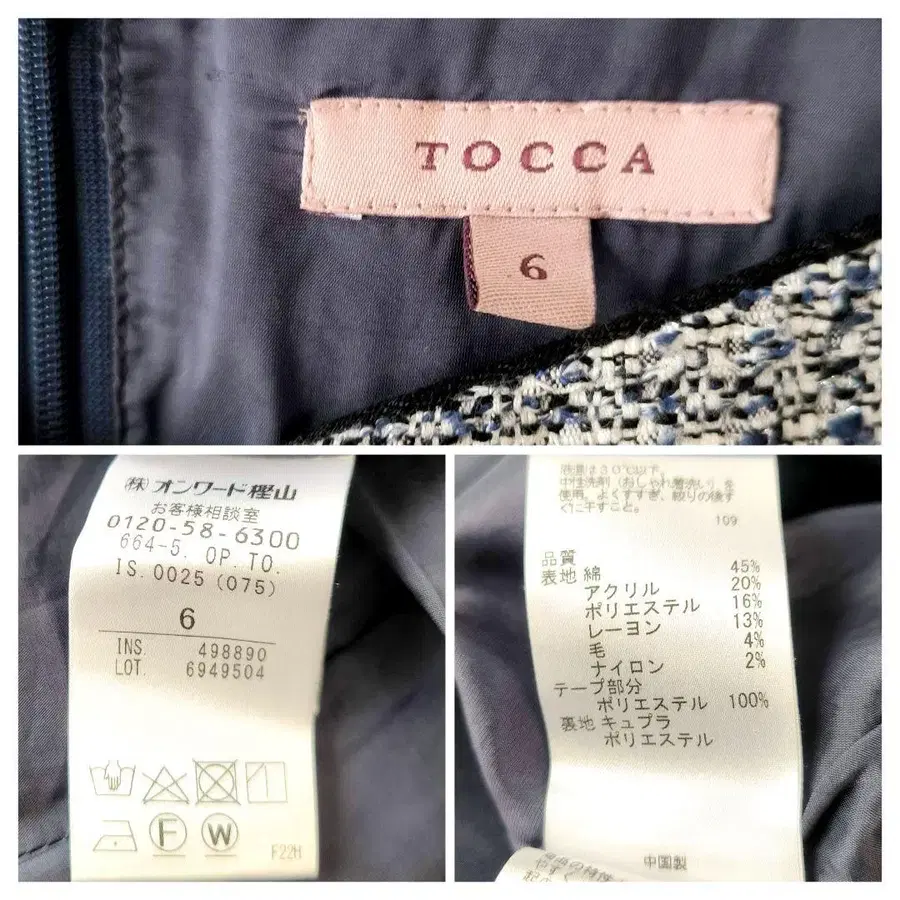 TOCCA
6
(株)オンワード樫山
お客様相談室
0120-58-6300
664-5. OP. TO.
IS. 0025 (075)
6
INS. 498890
LOT. 6949504
F
W
F22H
液温は30℃以下。
中性洗剤(おしゃれ着洗い)を
使用。よくすすぎ、絞りの後す
ぐに干すこと。
109
品質
表地 綿 45%
アクリル 20%
ポリエステル 16%
レーヨン 13%
毛 4%
ナイロン 2%
テープ部分
ポリエステル 100%
裏地 キュプラ
ポリエステル
中国製